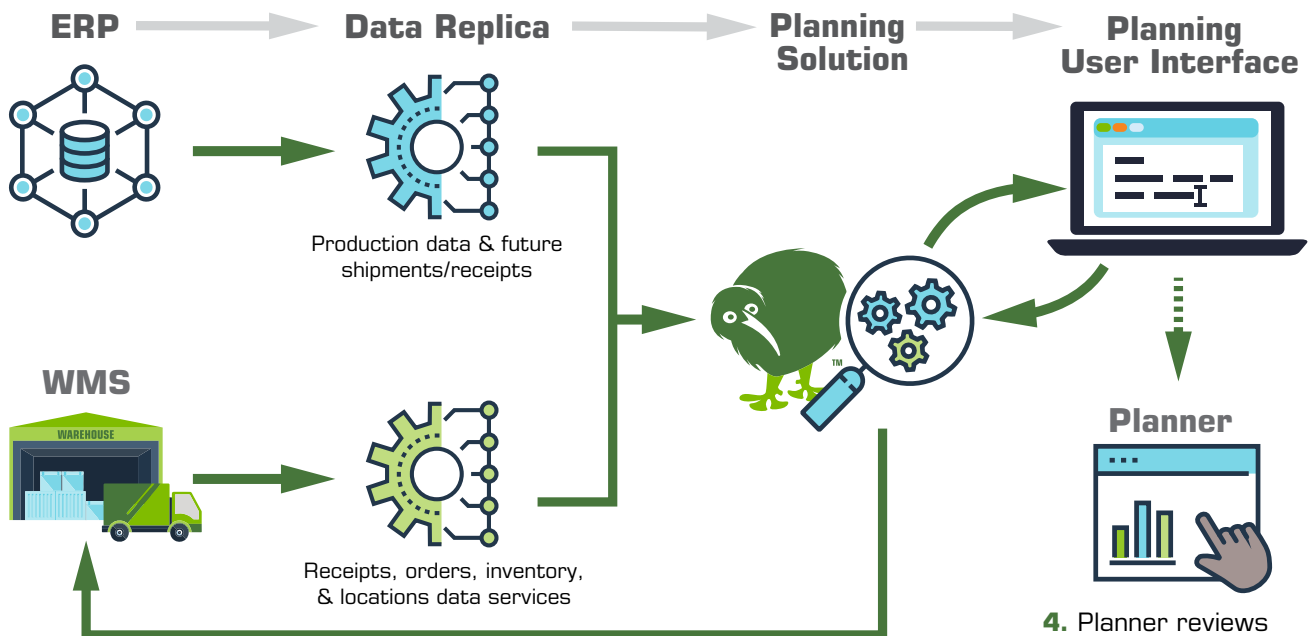 ERP
Data Replica
Planning
Solution
Planning
User Interface
Production data & future
shipments/receipts
TM
WMS
WAREHOUSE
Receipts, orders, inventory,
& locations data services
Planner
4. Planner reviews